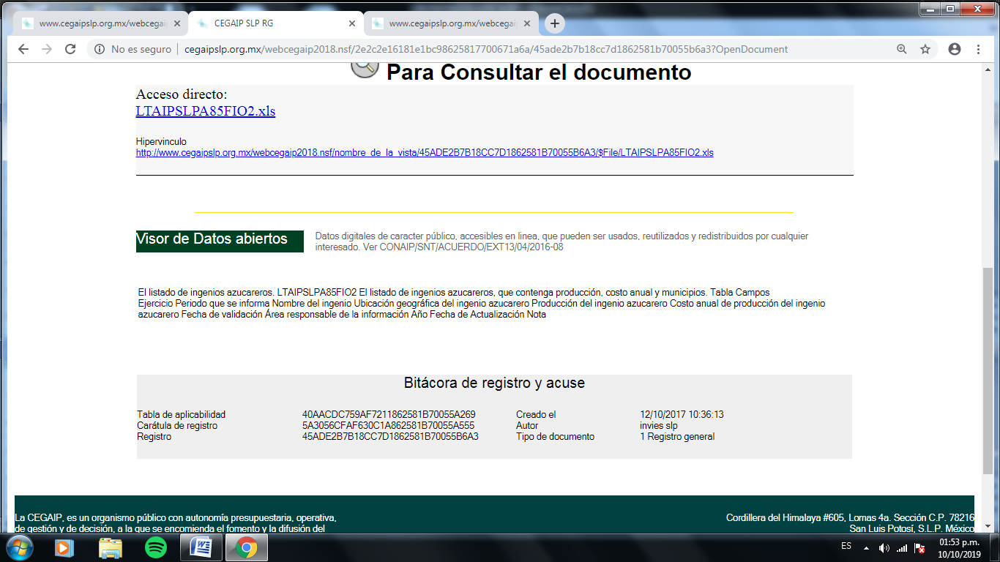 www.cegaipslp.org.mx/webcegaip
CEGAIP SLP RG
www.cegaipslp.org.mx/webcegaip
No es seguro
cegaipslp.org.mx/webcegaip2018.nsf/2e2c2e16181e1bc98625817700671a6a/45ade2b7b18cc7d1862581b70055b6a3?OpenDocument
Para Consultar el documento
Acceso directo:
LTAIPSLPA85FIO2.xls
Hipervinculo
http://www.cegaipslp.org.mx/webcegaip2018.nsf/nombre_de_la_vista/45ADE2B7B18CC7D1862581B70055B6A3/$File/LTAIPSLPA85FIO2.xls
Visor de Datos abiertos
Datos digitales de caracter público, accesibles en linea, que pueden ser usados, reutilizados y redistribuidos por cualquier
interesado. Ver CONAIP/SNT/ACUERDO/EXT13/04/2016-08
El listado de ingenios azucareros. LTAIPSLPA85FIO2 El listado de ingenios azucareros, que contenga producción, costo anual y municipios. Tabla Campos
Ejercicio Periodo que se informa Nombre del ingenio Ubicación geográfica del ingenio azucarero Producción del ingenio azucarero Costo anual de producción del ingenio
azucarero Fecha de validación Área responsable de la información Año Fecha de Actualización Nota
Bitácora de registro y acuse
Tabla de aplicabilidad 40AACDC759AF7211862581B70055A269 Creado el 12/10/2017 10:36:13
Carátula de registro 5A3056CFAF630C1A862581B70055A555 Autor invies slp
Registro 45ADE2B7B18CC7D1862581B70055B6A3 Tipo de documento 1 Registro general
La CEGAIP, es un organismo público con autonomía presupuestaria, operativa,
de gestión y de decisión, a la que se encomienda el fomento y la difusión del
Cordillera del Himalaya #605, Lomas 4a. Sección C.P. 78216
San Luis Potosí, S.L.P. México
ES
01:53 p.m.
10/10/2019